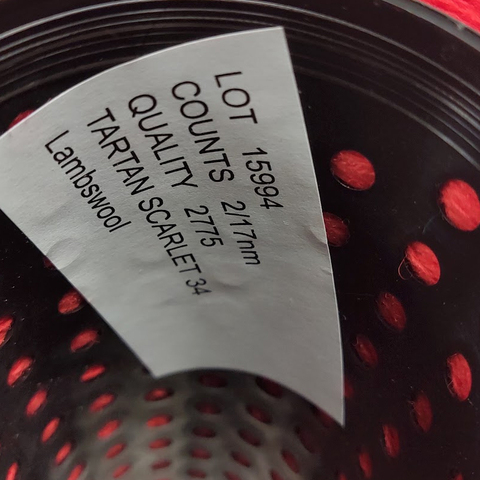 LOT 15994
COUNTS 2/17nm
QUALITY 2775
TARTAN SCARLET 34
Lambswool